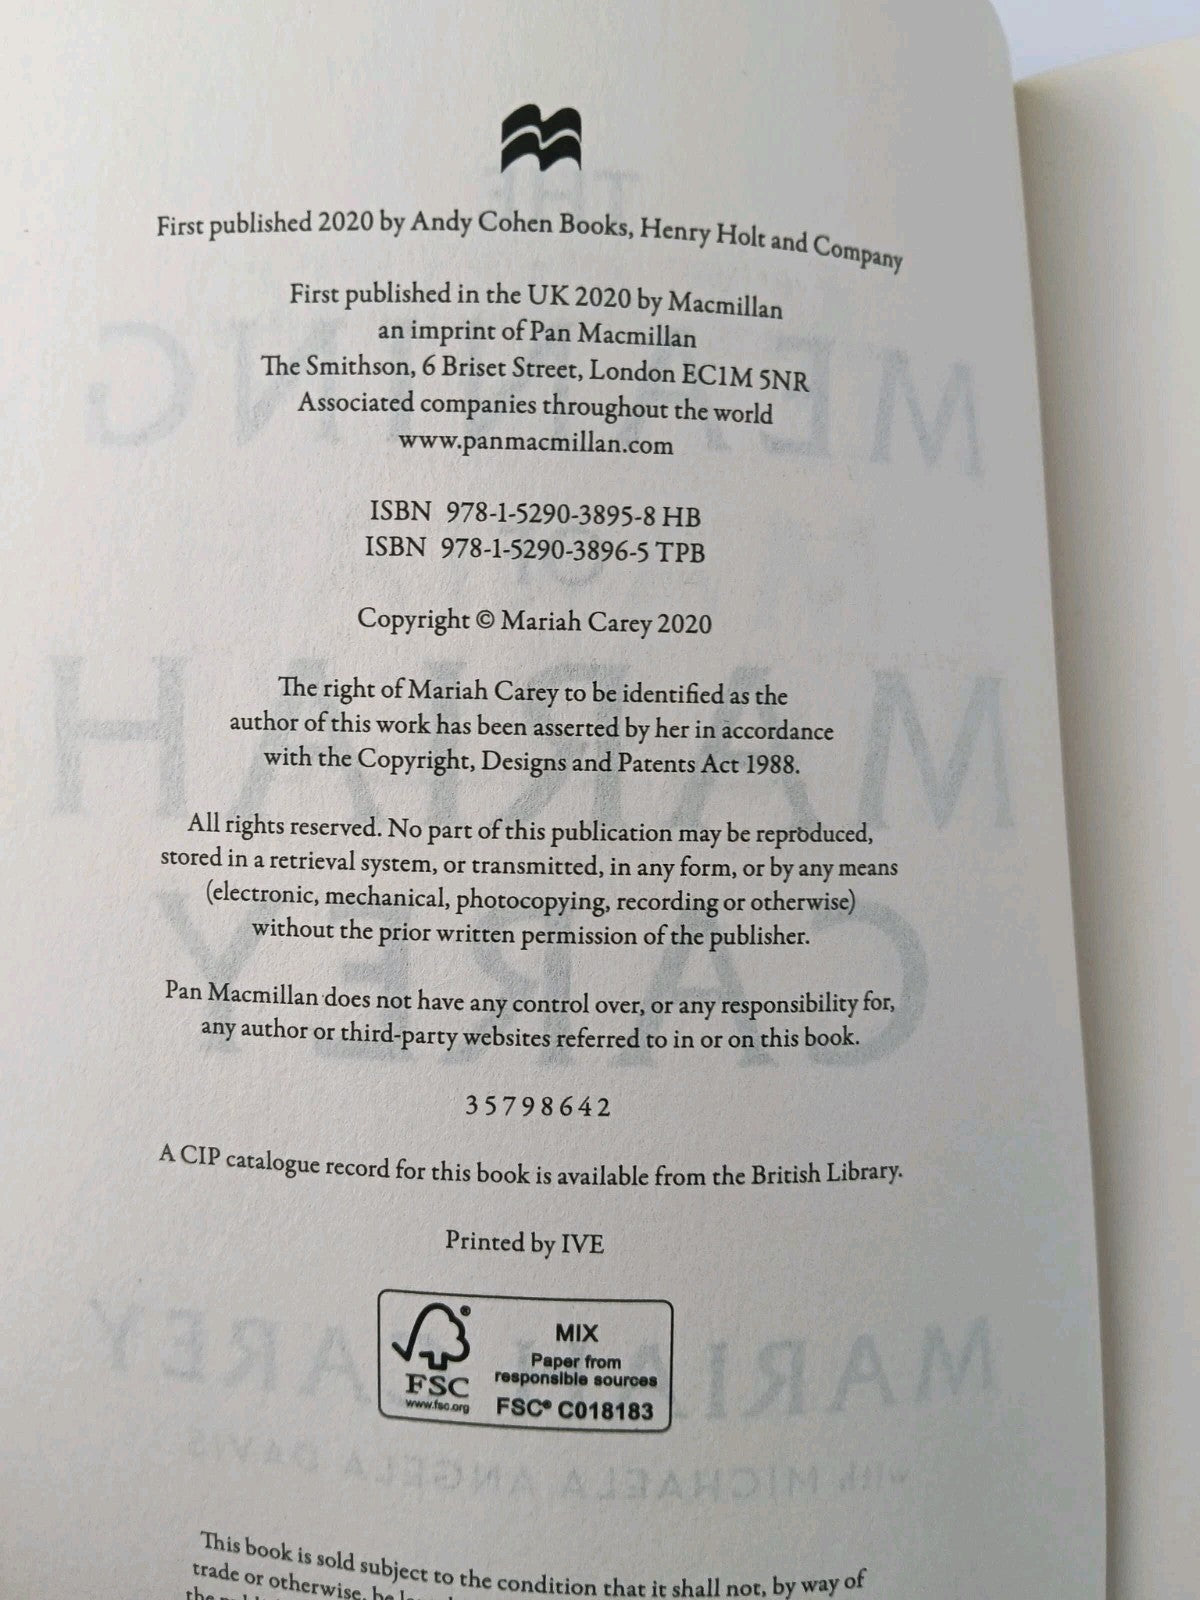 First published 2020 by Andy Cohen Books, Henry Holt and Company
First published in the UK 2020 by Macmillan
an imprint of Pan Macmillan
The Smithson, 6 Briset Street, London EC1M 5NR
Associated companies throughout the world
www.panmacmillan.com
ISBN 978-1-5290-3895-8 HB
ISBN 978-1-5290-3896-5 TPB
Copyright © Mariah Carey 2020
The right of Mariah Carey to be identified as the
author of this work has been asserted by her in accordance
with the Copyright, Designs and Patents Act 1988.
All rights reserved. No part of this publication may be reproduced,
stored in a retrieval system, or transmitted, in any form, or by any means
(electronic, mechanical, photocopying, recording or otherwise)
without the prior written permission of the publisher.
Pan Macmillan does not have any control over, or any responsibility for,
any author or third-party websites referred to in or on this book.
3 5 7 9 8 6 4 2
A CIP catalogue record for this book is available from the British Library.
Printed by IVE
FSC
www.fsc.org
MIX
Paper from
responsible sources
FSC® C018183
This book is sold subject to the condition that it shall not, by way of
trade or otherwise, be